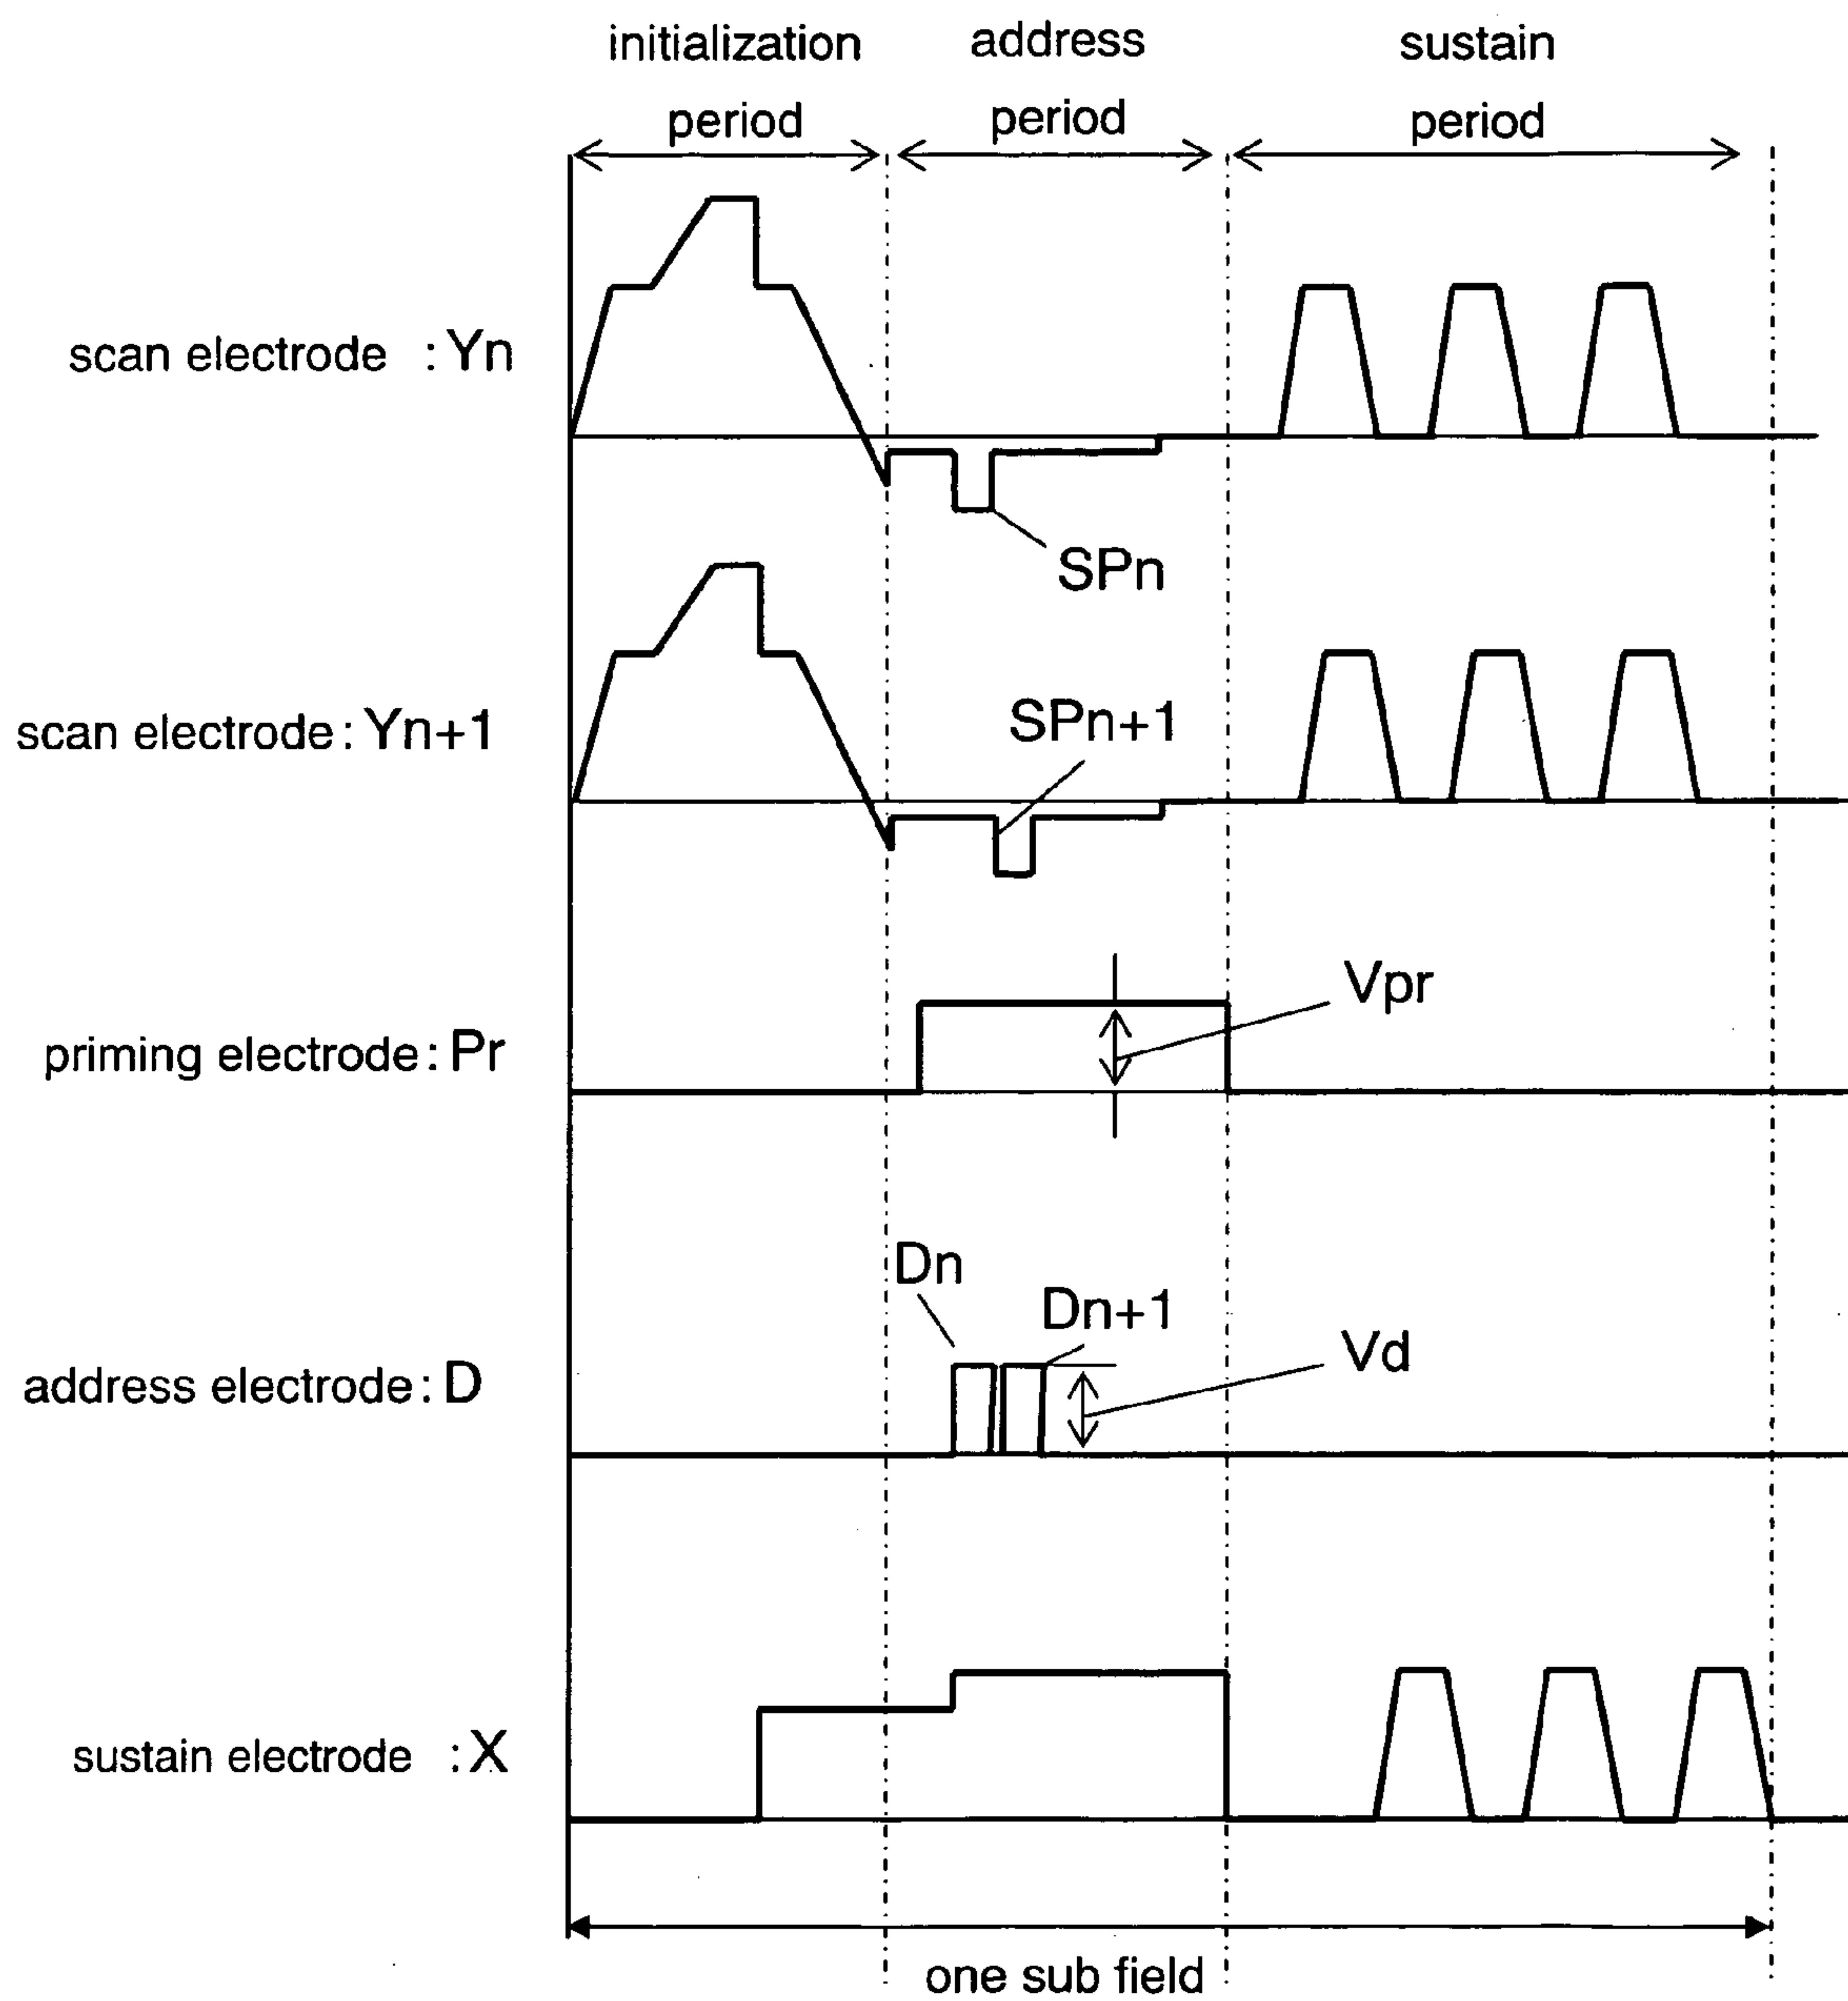 initialization period
address period
sustain period
scan electrode : Yn
SPn
scan electrode: Yn+1
SPn+1
priming electrode: Pr
Vpr
Dn
Dn+1
address electrode: D
Vd
sustain electrode : X
one sub field